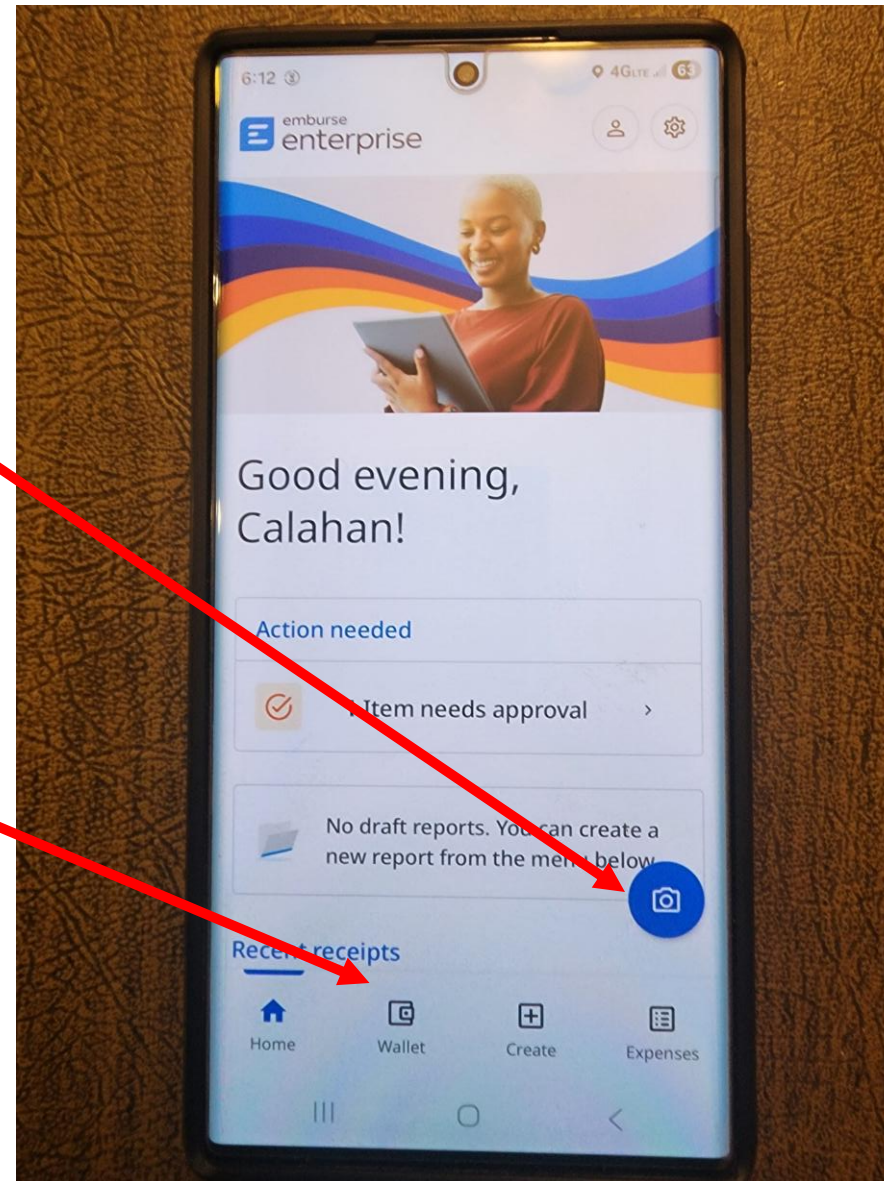 6:12
4G LTE 63
emburse
enterprise
Good evening,
Calahan!
Action needed
Item needs approval
No draft reports. You can create a
new report from the menu below
Recent receipts
Home Wallet Create Expenses